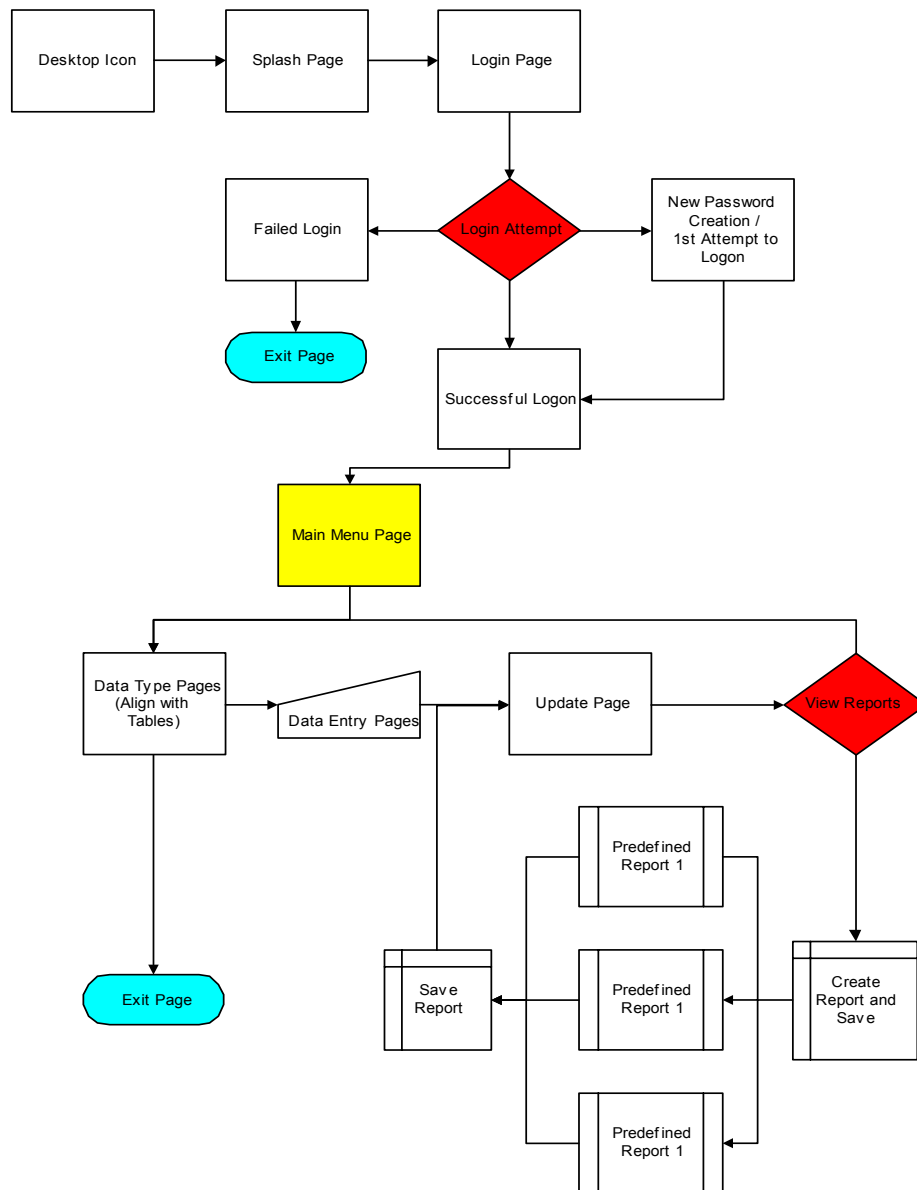 Desktop Icon
Splash Page
Login Page
Failed Login
Login Attempt
New Password
Creation /
1st Attempt to
Logon
Exit Page
Successful Logon
Main Menu Page
Data Type Pages
(Align with
Tables)
Data Entry Pages
Update Page
View Reports
Predefined
Report 1
Exit Page
Save
Report
Predefined
Report 1
Create
Report and
Save
Predefined
Report 1